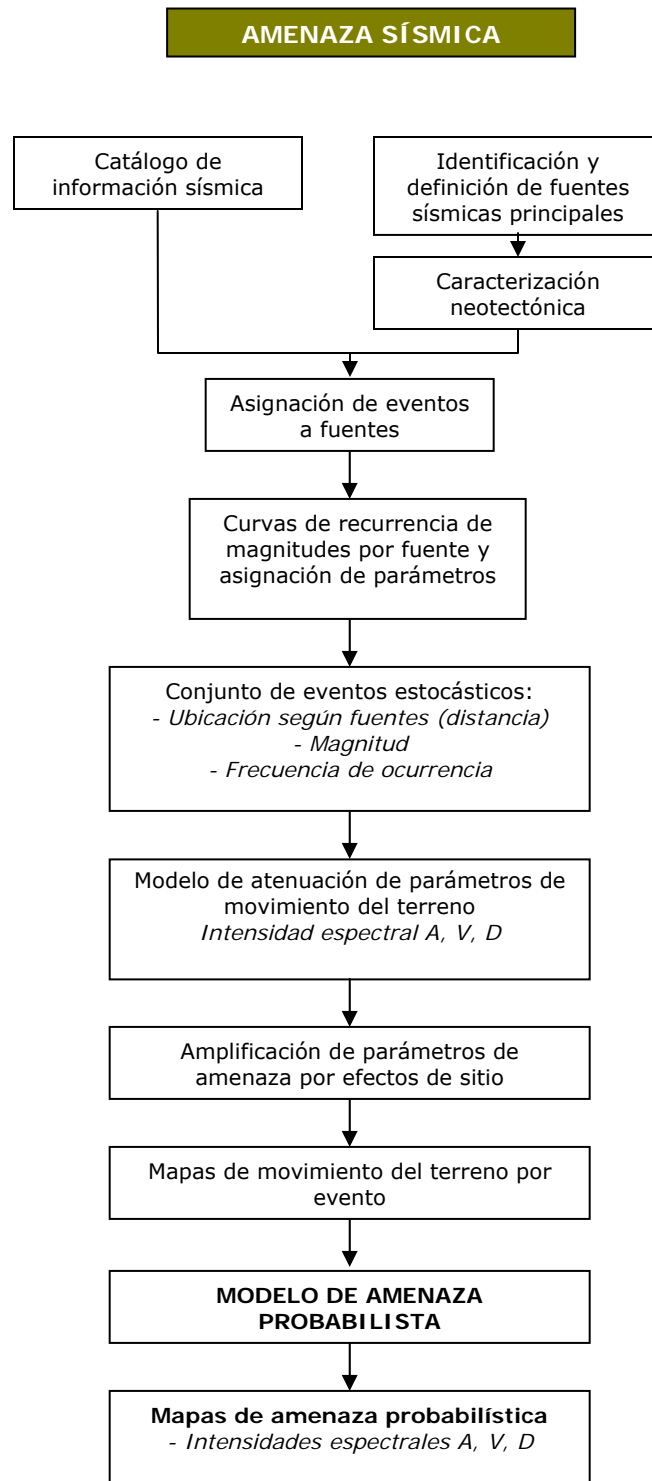 AMENAZA SÍSMICA
Catálogo de
información sísmica
Identificación y
definición de fuentes
sísmicas principales
Caracterización
neotectónica
Asignación de eventos
a fuentes
Curvas de recurrencia de
magnitudes por fuente y
asignación de parámetros
Conjunto de eventos estocásticos:
- Ubicación según fuentes (distancia)
- Magnitud
- Frecuencia de ocurrencia
Modelo de atenuación de parámetros de
movimiento del terreno
Intensidad espectral A, V, D
Amplificación de parámetros de
amenaza por efectos de sitio
Mapas de movimiento del terreno por
evento
MODELO DE AMENAZA
PROBABILISTA
Mapas de amenaza probabilística
- Intensidades espectrales A, V, D